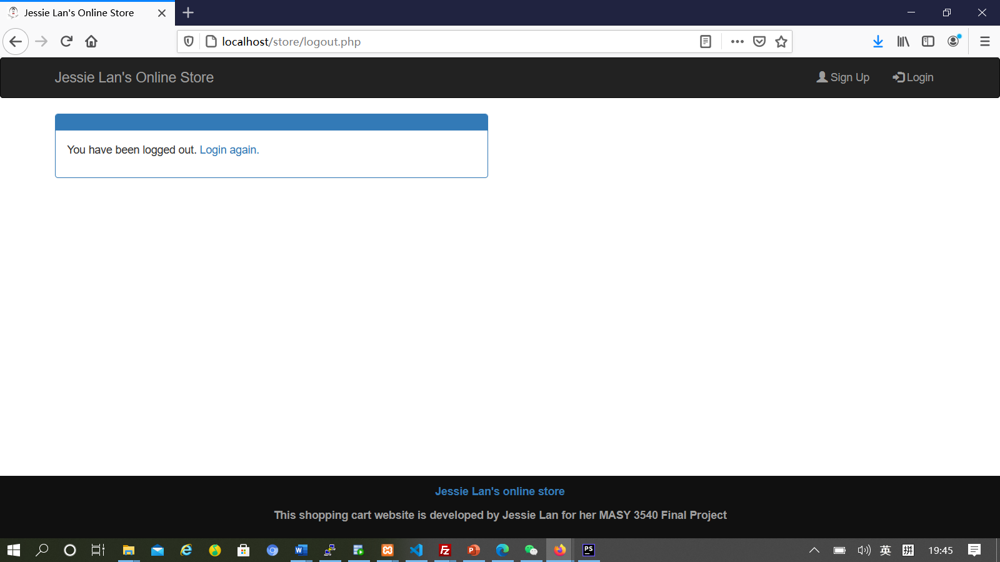 Jessie Lan's Online Store
localhost/store/logout.php
Jessie Lan's Online Store
Sign Up
Login
You have been logged out. Login again.
Jessie Lan's online store
This shopping cart website is developed by Jessie Lan for her MASY 3540 Final Project
英
拼
19:45